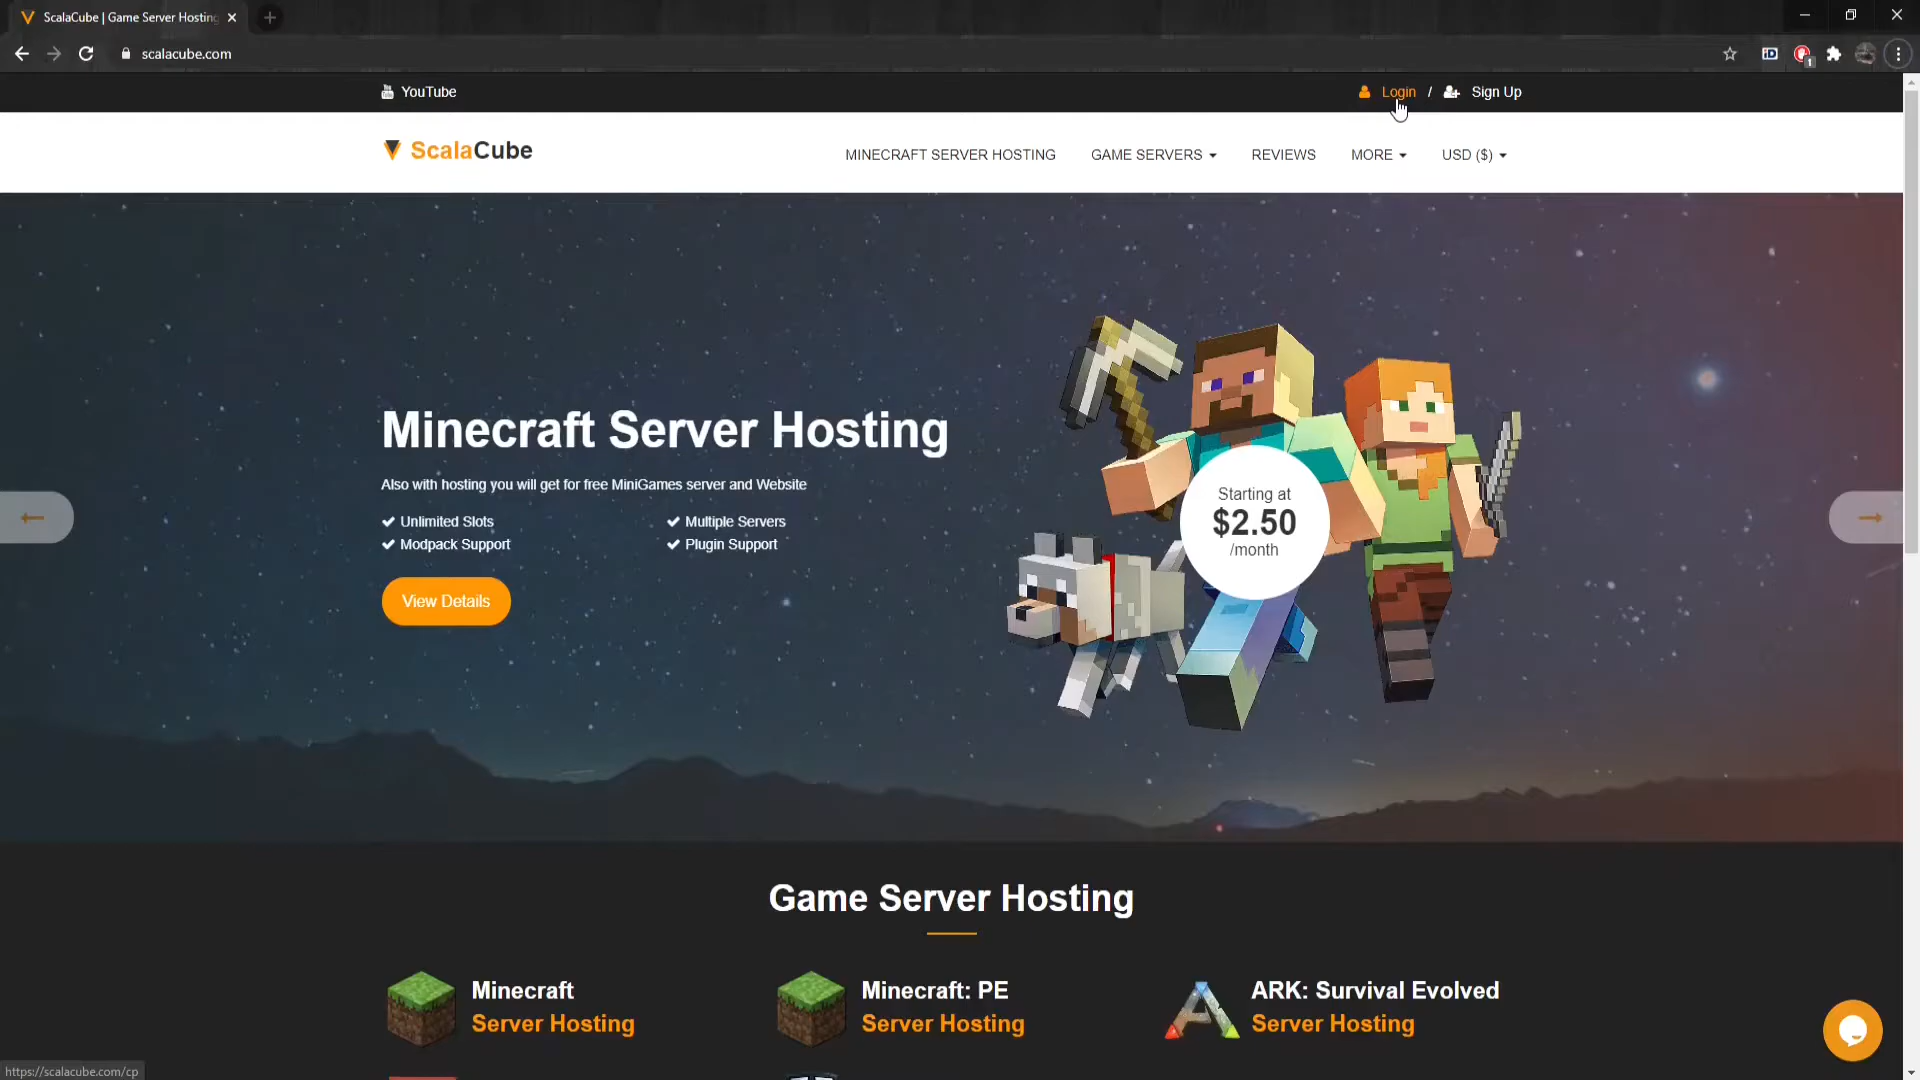 ScalaCube | Game Server Hosting
scalacube.com
1
YouTube
Login / Sign Up
ScalaCube
MINECRAFT SERVER HOSTING
GAME SERVERS
REVIEWS
MORE
USD ($)
Minecraft Server Hosting
Also with hosting you will get for free MiniGames server and Website
Unlimited Slots
Multiple Servers
Modpack Support
Plugin Support
View Details
Starting at
$2.50
/month
Game Server Hosting
Minecraft
Server Hosting
Minecraft: PE
Server Hosting
ARK: Survival Evolved
Server Hosting
https://scalacube.com/cp